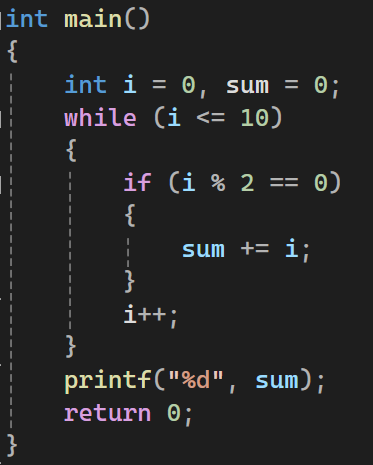 int main()
{
int i = 0, sum = 0;
while (i <= 10)
{
if (i % 2 == 0)
{
sum += i;
}
i++;
}
printf("%d", sum);
return 0;
}